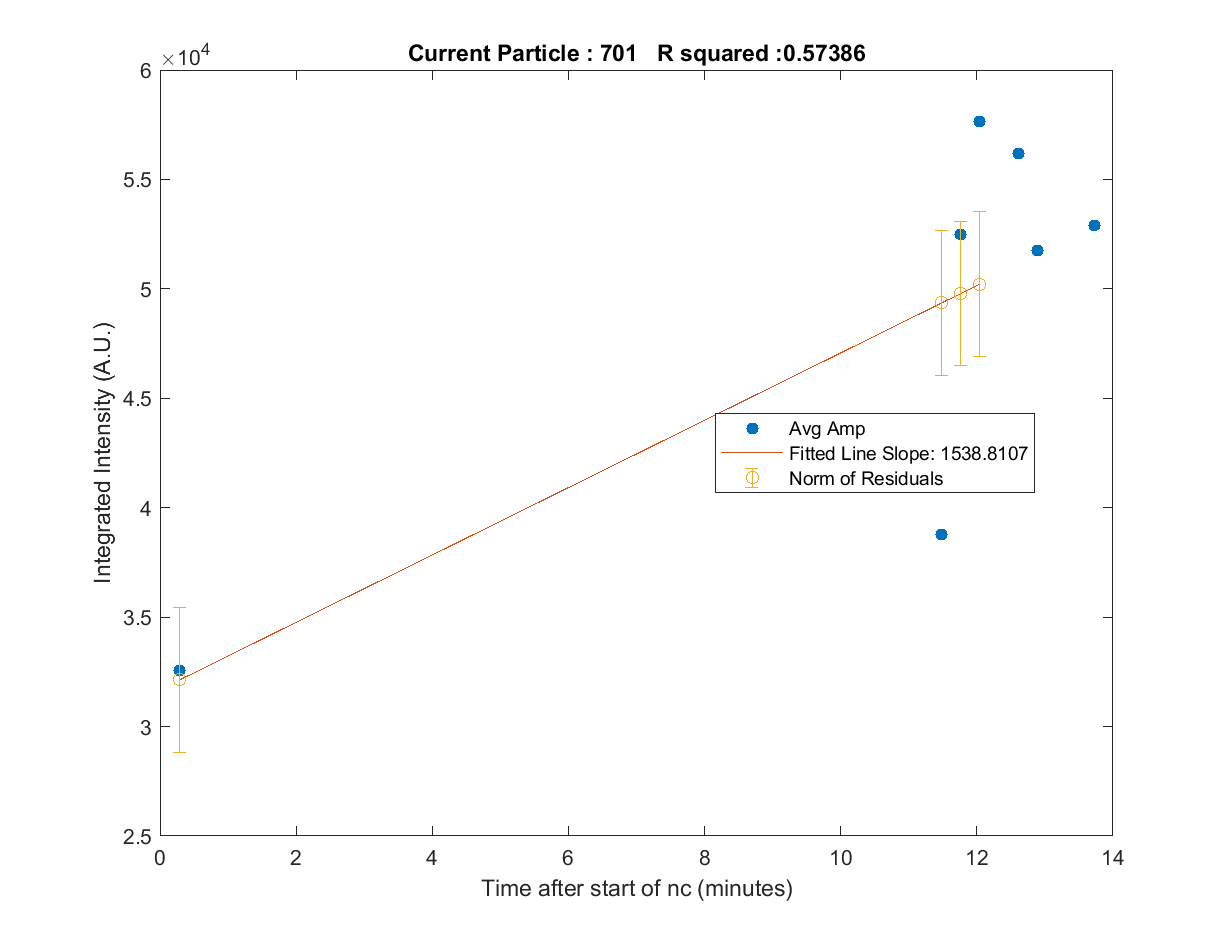 Current Particle : 701   R squared :0.57386
×10^4
6
5.5
5
4.5
4
3.5
3
2.5
Integrated Intensity (A.U.)
Avg Amp
Fitted Line Slope: 1538.8107
Norm of Residuals
0 2 4 6 8 10 12 14
Time after start of nc (minutes)